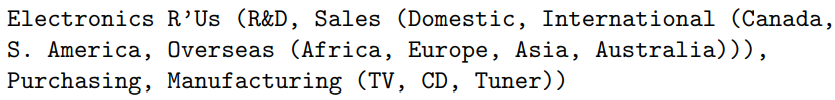 Electronics R’Us (R&D, Sales (Domestic, International (Canada,
S. America, Overseas (Africa, Europe, Asia, Australia))),
Purchasing, Manufacturing (TV, CD, Tuner))